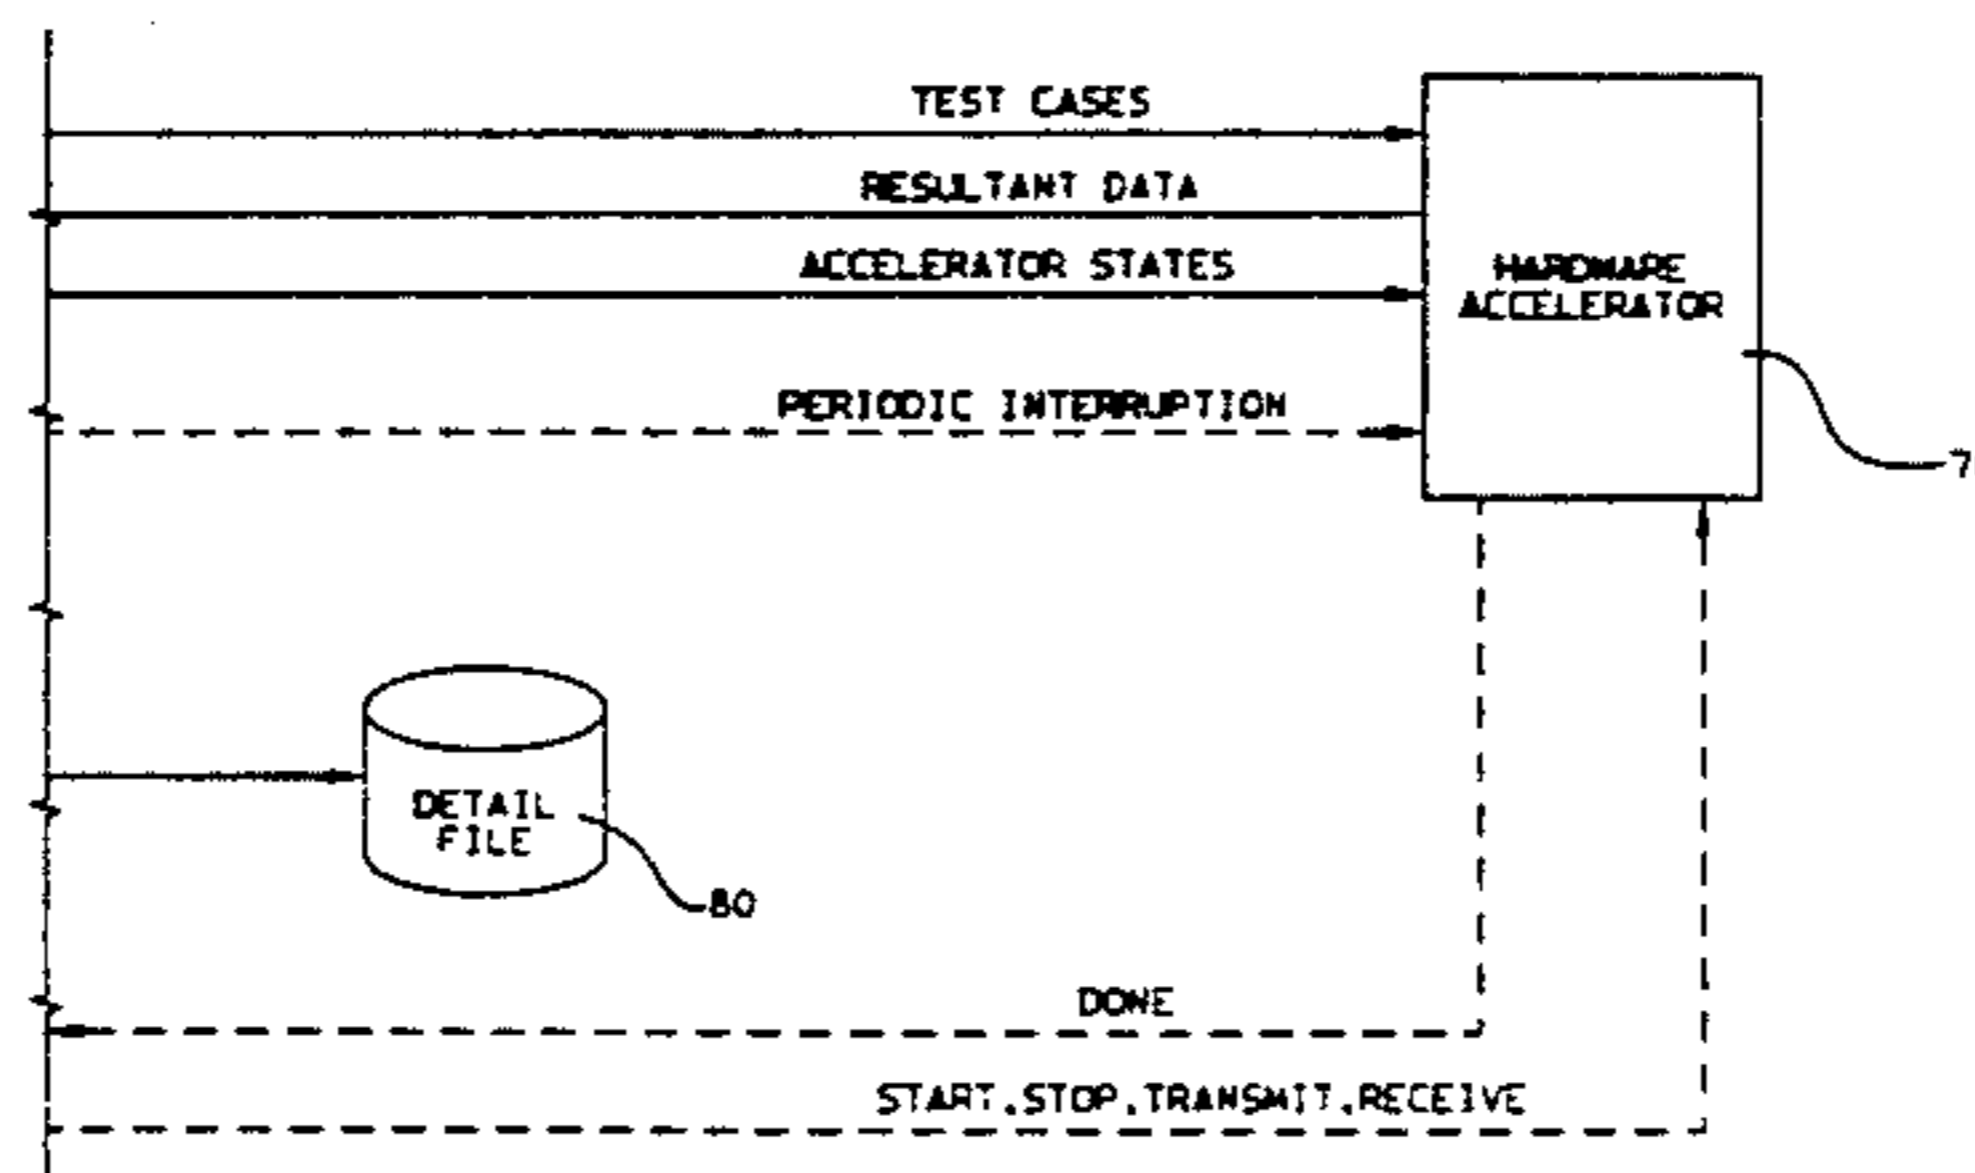 TEST CASES
RESULTANT DATA
ACCELERATOR STATES
HARDWARE
ACCELERATOR
PERIODIC INTERRUPTION
DETAIL
FILE
80
DONE
START.STOP.TRANSMIT.RECEIVE